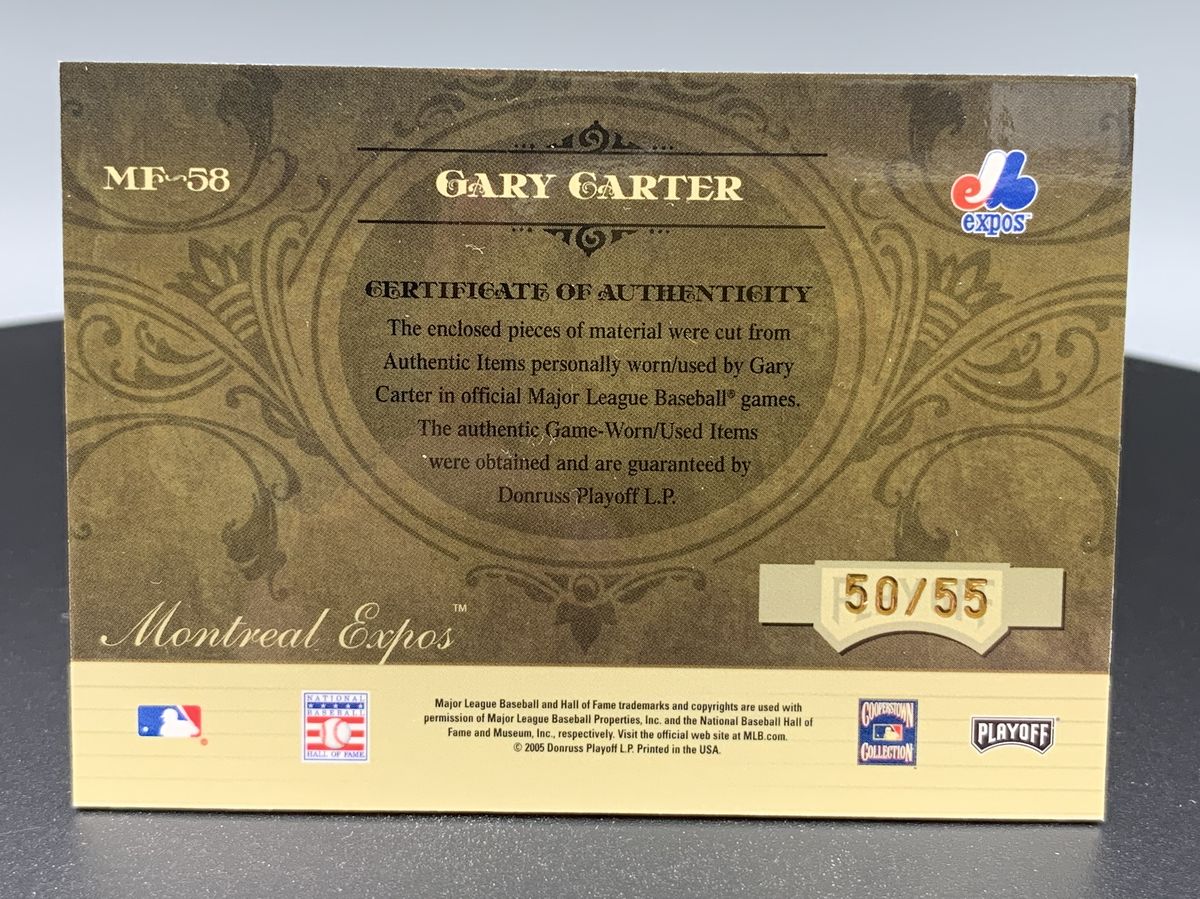 MF-58
GARY CARTER
expos™
CERTIFICATE OF AUTHENTICITY
The enclosed pieces of material were cut from
Authentic Items personally worn/used by Gary
Carter in official Major League Baseball® games.
The authentic Game-Worn/Used Items
were obtained and are guaranteed by
Donruss Playoff L.P.
PLAYOFF
50/55
Montreal Expos™
NATIONAL
BASEBALL
HALL OF FAME
Major League Baseball and Hall of Fame trademarks and copyrights are used with
permission of Major League Baseball Properties, Inc. and the National Baseball Hall of
Fame and Museum, Inc., respectively. Visit the official web site at MLB.com.
© 2005 Donruss Playoff L.P. Printed in the USA.
COOPERSTOWN
COLLECTION
PLAYOFF